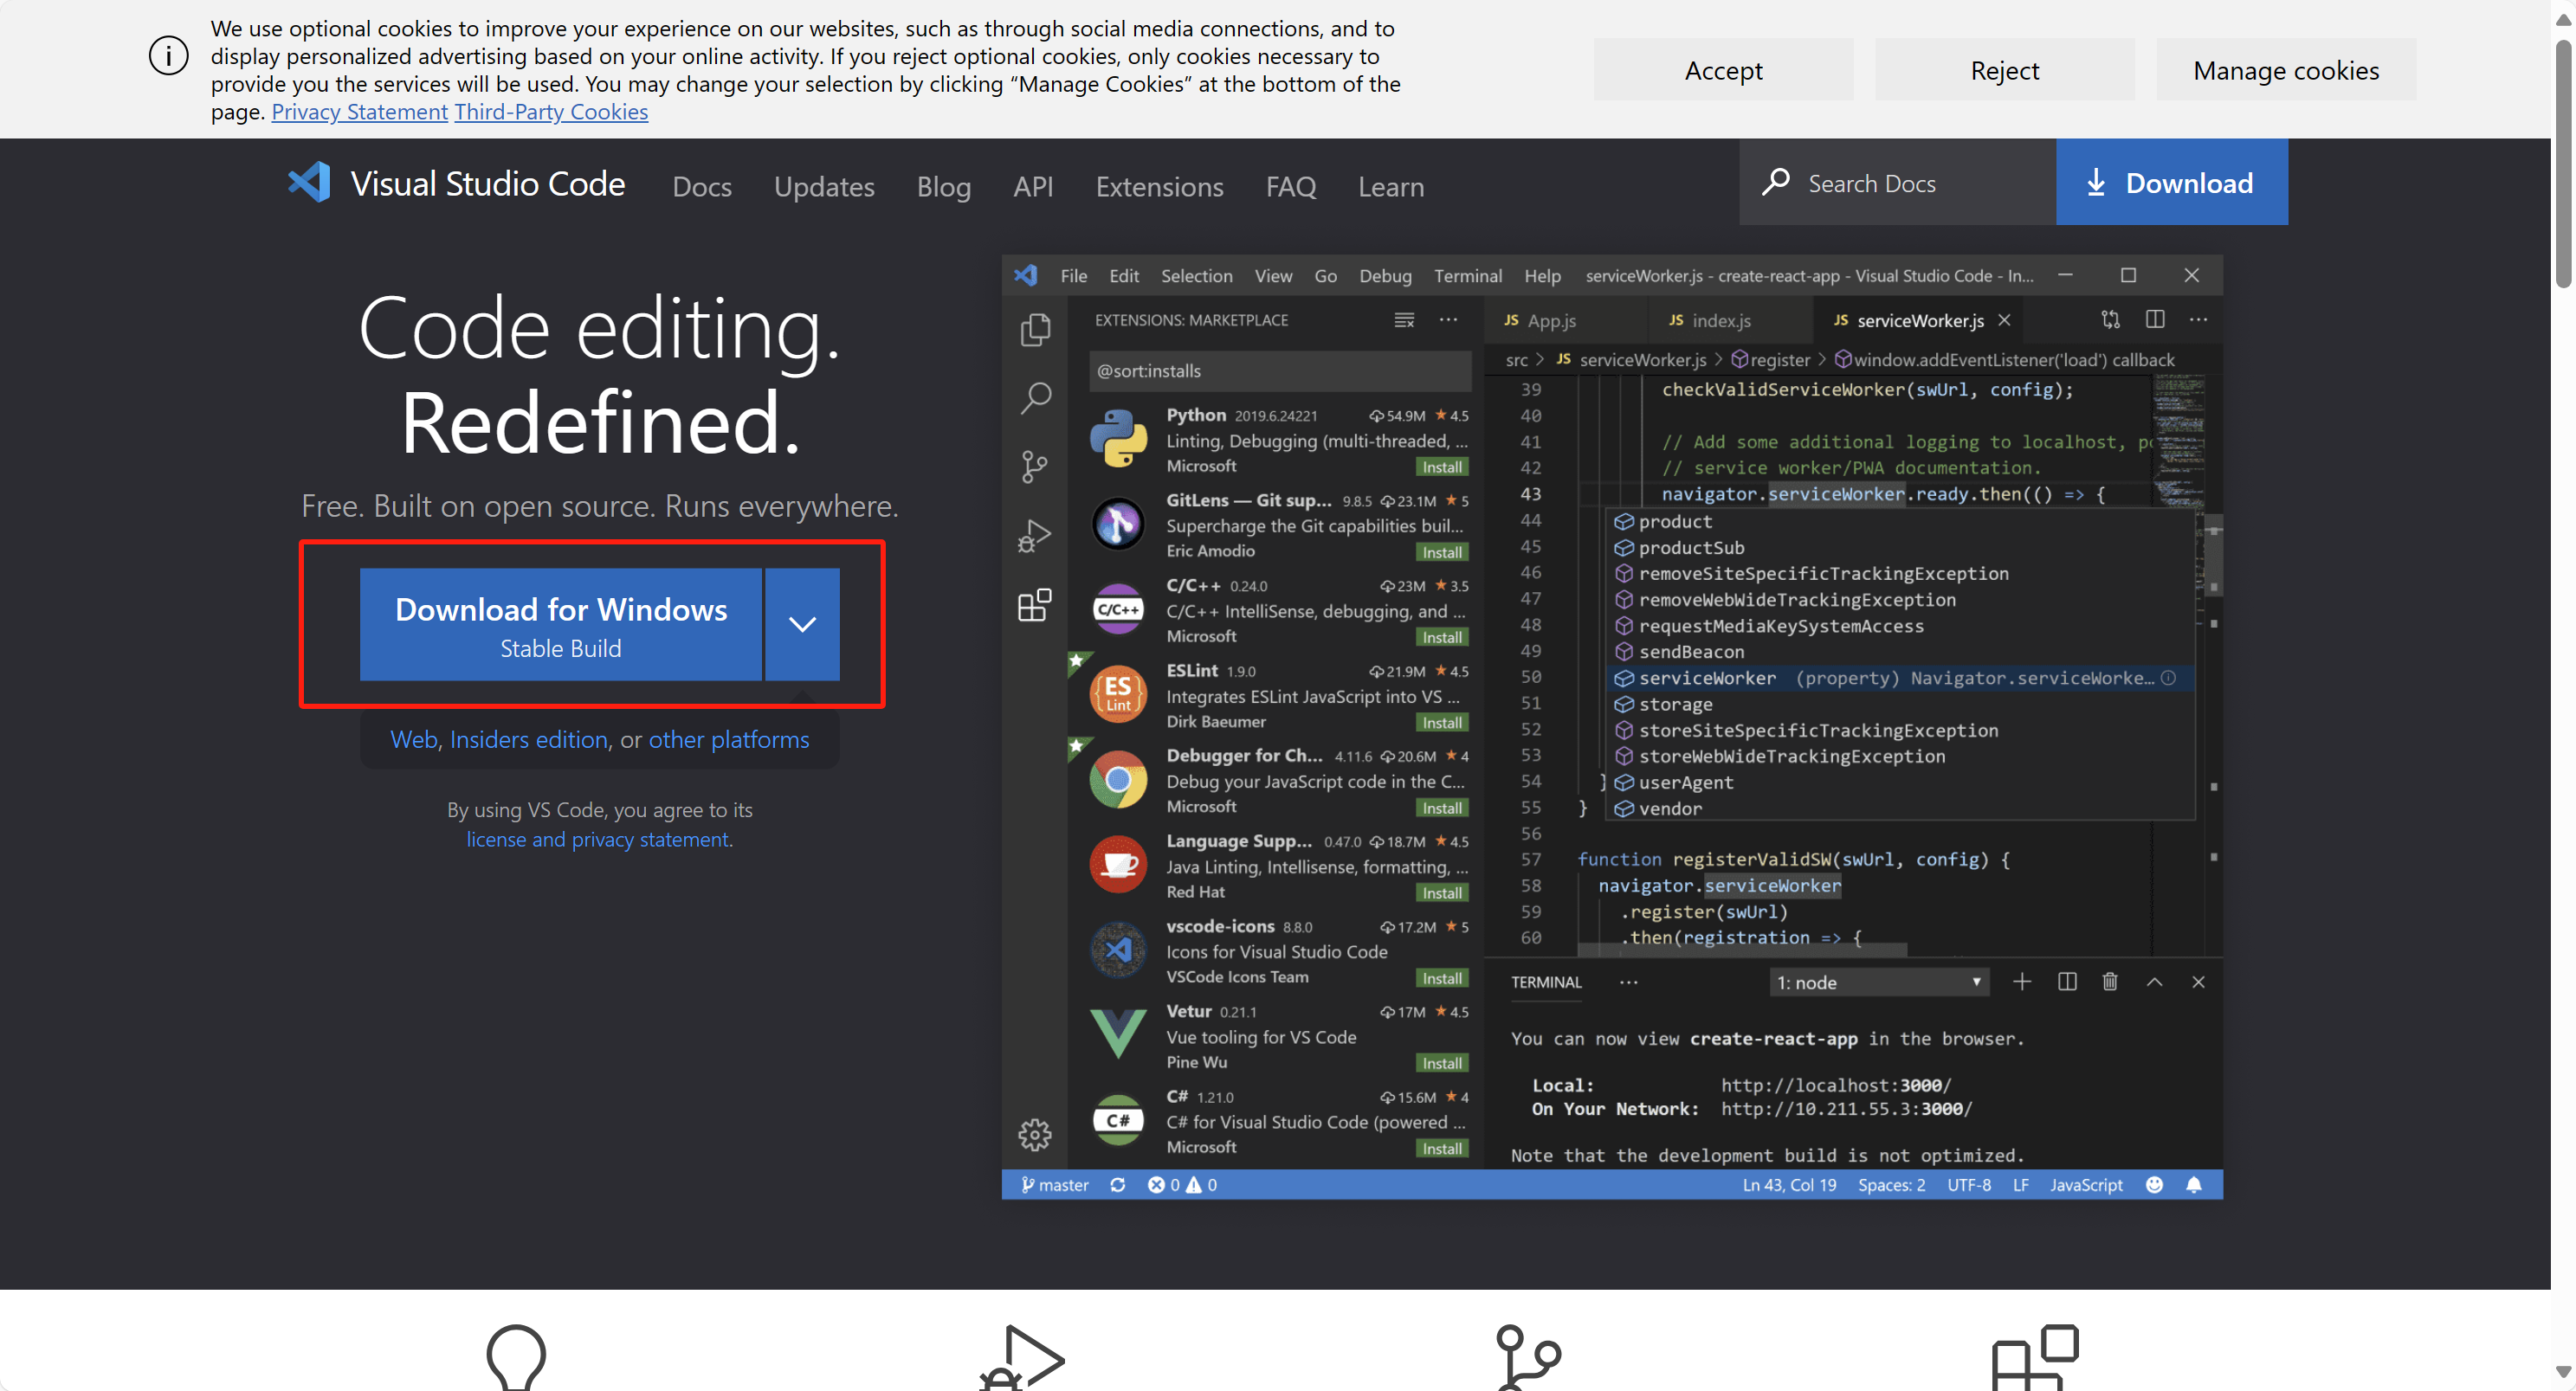 We use optional cookies to improve your experience on our websites, such as through social media connections, and to
display personalized advertising based on your online activity. If you reject optional cookies, only cookies necessary to
provide you the services will be used. You may change your selection by clicking “Manage Cookies” at the bottom of the
page. Privacy Statement Third-Party Cookies
Accept
Reject
Manage cookies
Visual Studio Code
Docs
Updates
Blog
API
Extensions
FAQ
Learn
Search Docs
Download
Code editing.
Redefined.
Free. Built on open source. Runs everywhere.
Download for Windows
Stable Build
Web, Insiders edition, or other platforms
By using VS Code, you agree to its
license and privacy statement.
File Edit Selection View Go Debug Terminal Help serviceWorker.js - create-react-app - Visual Studio Code - In...
EXTENSIONS: MARKETPLACE
@sort:installs
Python 2019.6.24221 54.9M 4.5
Linting, Debugging (multi-threaded, ...
Microsoft Install
GitLens — Git sup... 9.8.5 23.1M 5
Supercharge the Git capabilities buil...
Eric Amodio Install
C/C++
C/C++ 0.24.0 23M 3.5
C/C++ IntelliSense, debugging, and ...
Microsoft Install
ES
Lint
ESLint 1.9.0 21.9M 4.5
Integrates ESLint JavaScript into VS ...
Dirk Baeumer Install
Debugger for Ch... 4.11.6 20.6M 4
Debug your JavaScript code in the C...
Microsoft Install
Language Supp... 0.47.0 18.7M 4.5
Java Linting, Intellisense, formatting, ...
Red Hat Install
vscode-icons 8.8.0 17.2M 5
Icons for Visual Studio Code
VSCode Icons Team Install
Vetur 0.21.1 17M 4.5
Vue tooling for VS Code
Pine Wu Install
C#
C# 1.21.0 15.6M 4
C# for Visual Studio Code (powered ...
Microsoft Install
JS App.js
JS index.js
JS serviceWorker.js
src > JS serviceWorker.js > register > window.addEventListener('load') callback
39 checkValidServiceWorker(swUrl, config);
40
41 // Add some additional logging to localhost, p
42 // service worker/PWA documentation.
43 navigator.serviceWorker.ready.then(() => {
44 product
45 productSub
46 removeSiteSpecificTrackingException
47 removeWebWideTrackingException
48 requestMediaKeySystemAccess
49 sendBeacon
50 serviceWorker (property) Navigator.serviceWorke...
51 storage
52 storeSiteSpecificTrackingException
53 storeWebWideTrackingException
54 } userAgent
55 } vendor
56
57 function registerValidSW(swUrl, config) {
58 navigator.serviceWorker
59 .register(swUrl)
60 .then(registration => {
TERMINAL
1: node
You can now view create-react-app in the browser.
Local: http://localhost:3000/
On Your Network: http://10.211.55.3:3000/
Note that the development build is not optimized.
master 0 0
Ln 43, Col 19 Spaces: 2 UTF-8 LF JavaScript